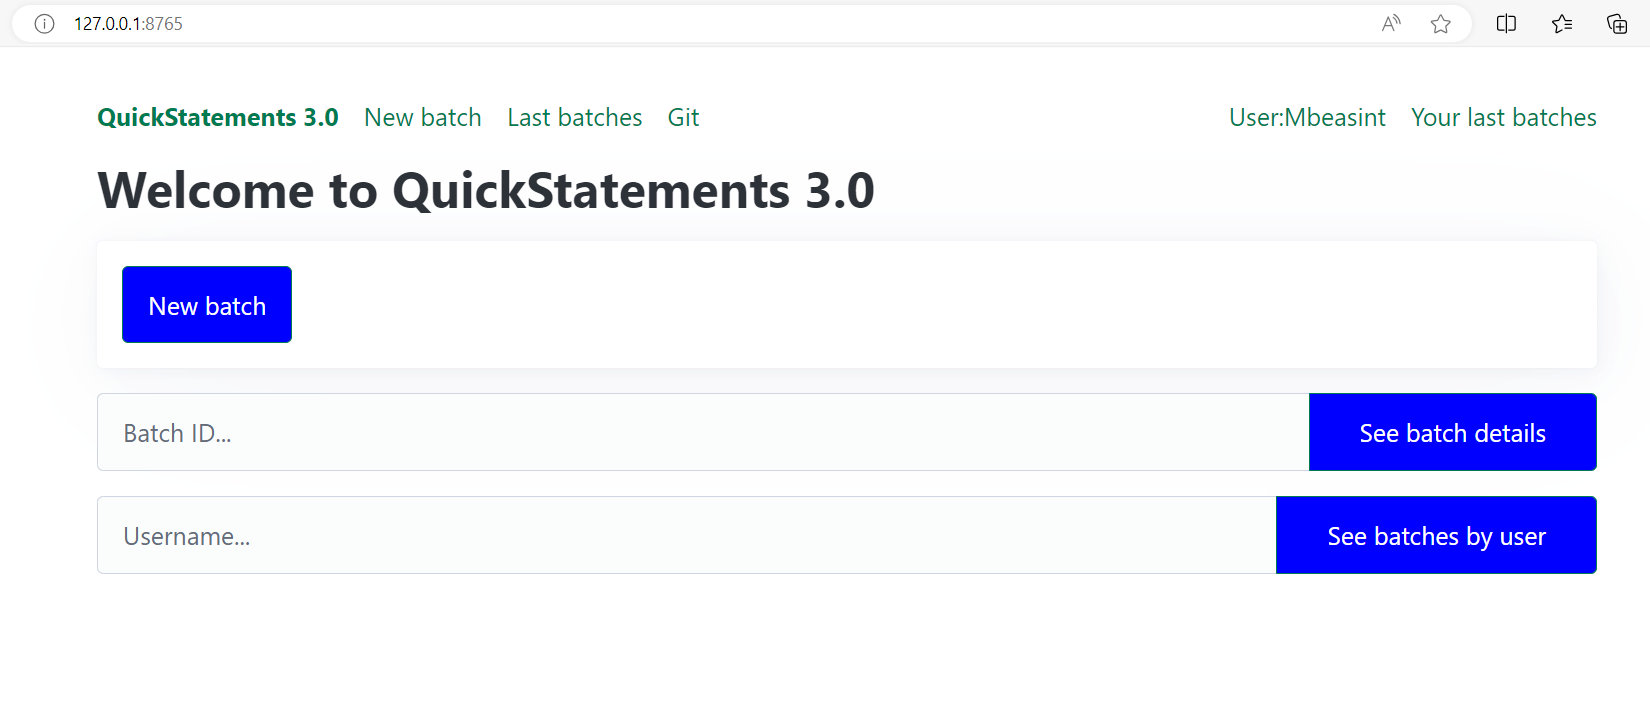 127.0.0.1:8765
QuickStatements 3.0 New batch Last batches Git User:Mbeasint Your last batches
Welcome to QuickStatements 3.0
New batch
Batch ID... See batch details
Username... See batches by user